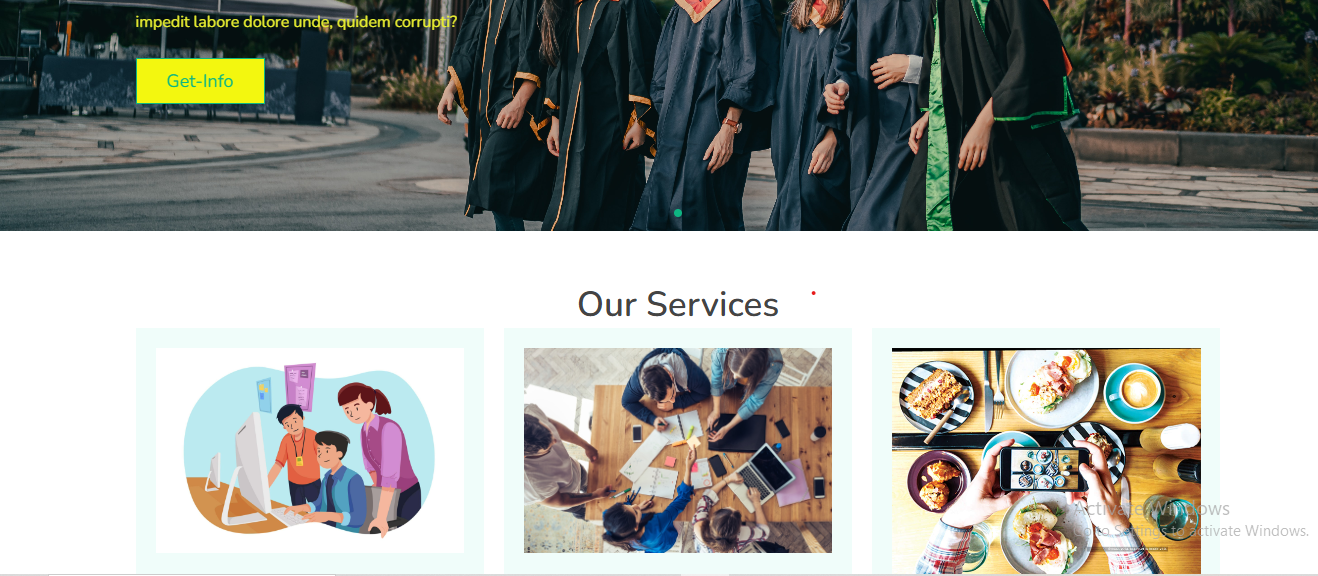 impedit labore dolore unde, quidem corrupti?
Get-Info
Our Services
Activate Windows
Go to Settings to activate Windows.